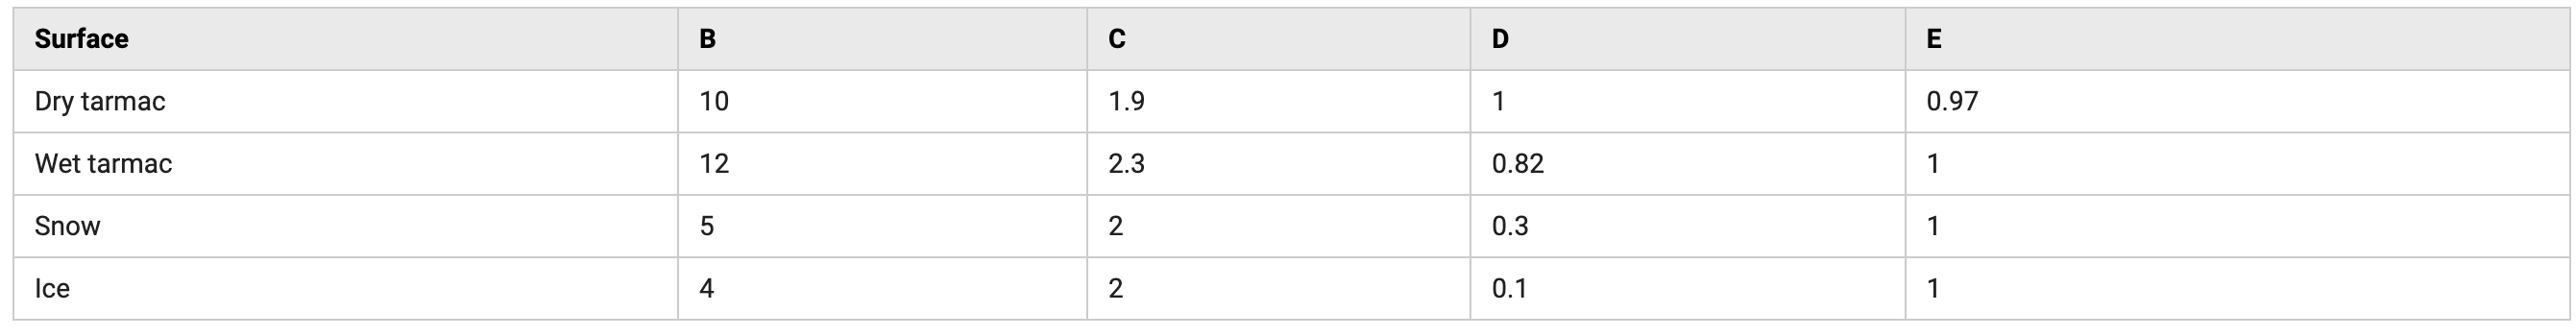 Surface B C D E
Dry tarmac 10 1.9 1 0.97
Wet tarmac 12 2.3 0.82 1
Snow 5 2 0.3 1
Ice 4 2 0.1 1